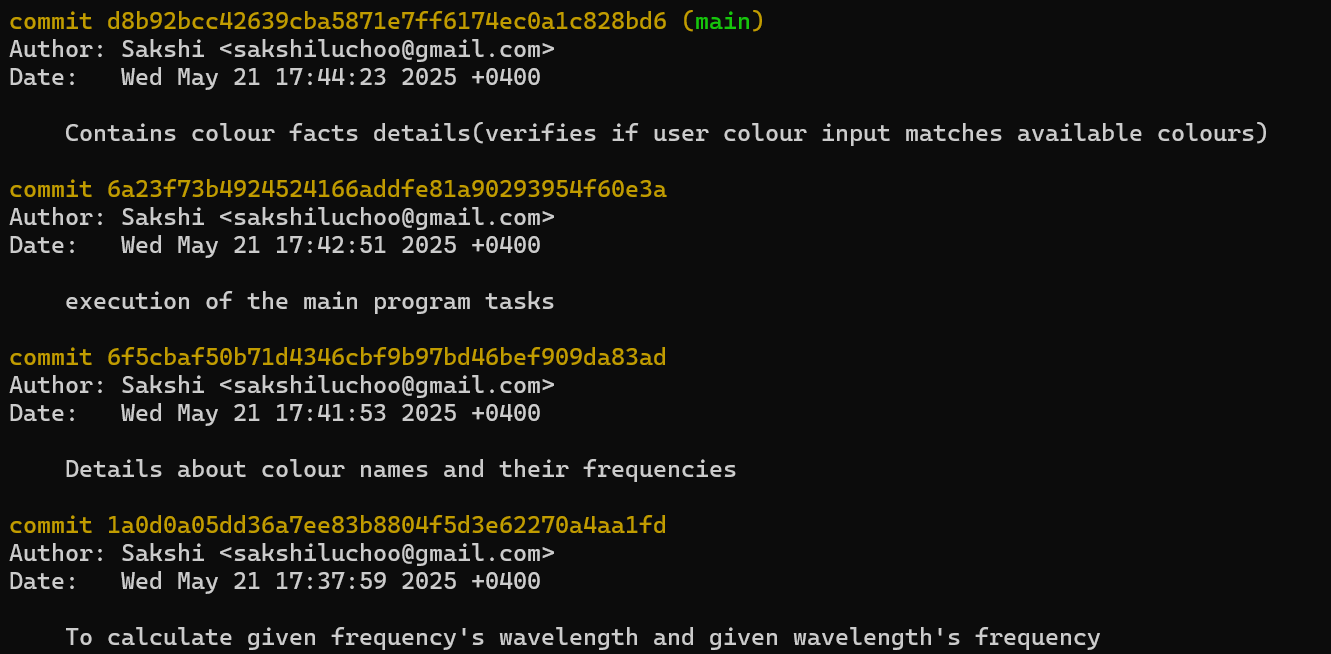 commit d8b92bcc42639cba5871e7ff6174ec0a1c828bd6 (main)
Author: Sakshi <sakshiluchoo@gmail.com>
Date:   Wed May 21 17:44:23 2025 +0400
Contains colour facts details(verifies if user colour input matches available colours)
commit 6a23f73b4924524166addfe81a90293954f60e3a
Author: Sakshi <sakshiluchoo@gmail.com>
Date:   Wed May 21 17:42:51 2025 +0400
execution of the main program tasks
commit 6f5cbaf50b71d4346cbf9b97bd46bef909da83ad
Author: Sakshi <sakshiluchoo@gmail.com>
Date:   Wed May 21 17:41:53 2025 +0400
Details about colour names and their frequencies
commit 1a0d0a05dd36a7ee83b8804f5d3e62270a4aa1fd
Author: Sakshi <sakshiluchoo@gmail.com>
Date:   Wed May 21 17:37:59 2025 +0400
To calculate given frequency's wavelength and given wavelength's frequency